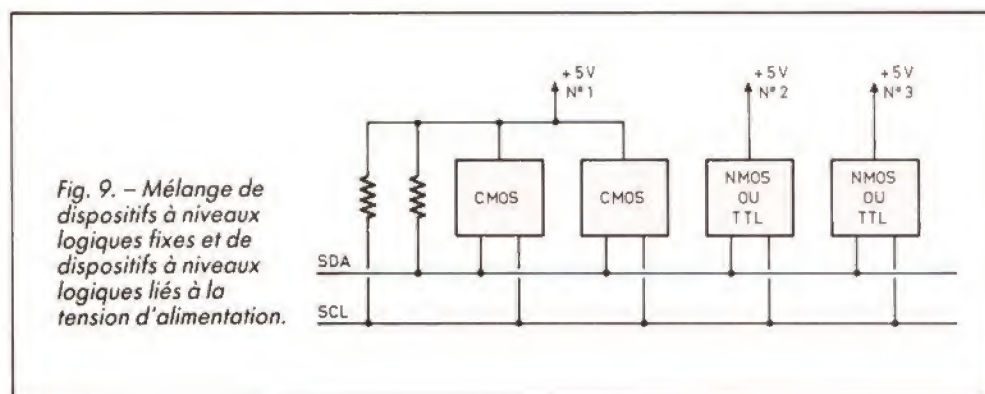 Fig. 9. – Mélange de
dispositifs à niveaux
logiques fixes et de
dispositifs à niveaux
logiques liés à la
tension d'alimentation.
+5V
N°1
+5V
N°2
+5V
N°3
CMOS
CMOS
NMOS
OU
TTL
NMOS
OU
TTL
SDA
SCL